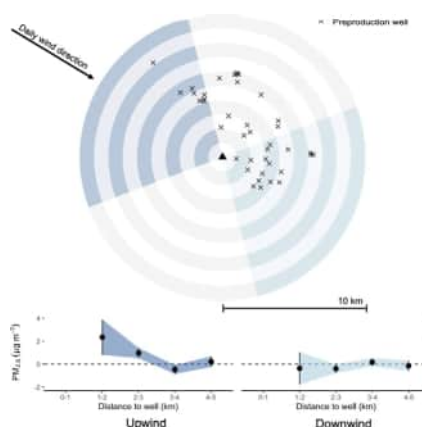 Daily wind direction
× Preproduction well
10 km
PM2.5 (μg m⁻³)
4
2
0
-2
0-1 1-2 2-3 3-4 4-5
0-1 1-2 2-3 3-4 4-5
Distance to well (km) Distance to well (km)
Upwind Downwind